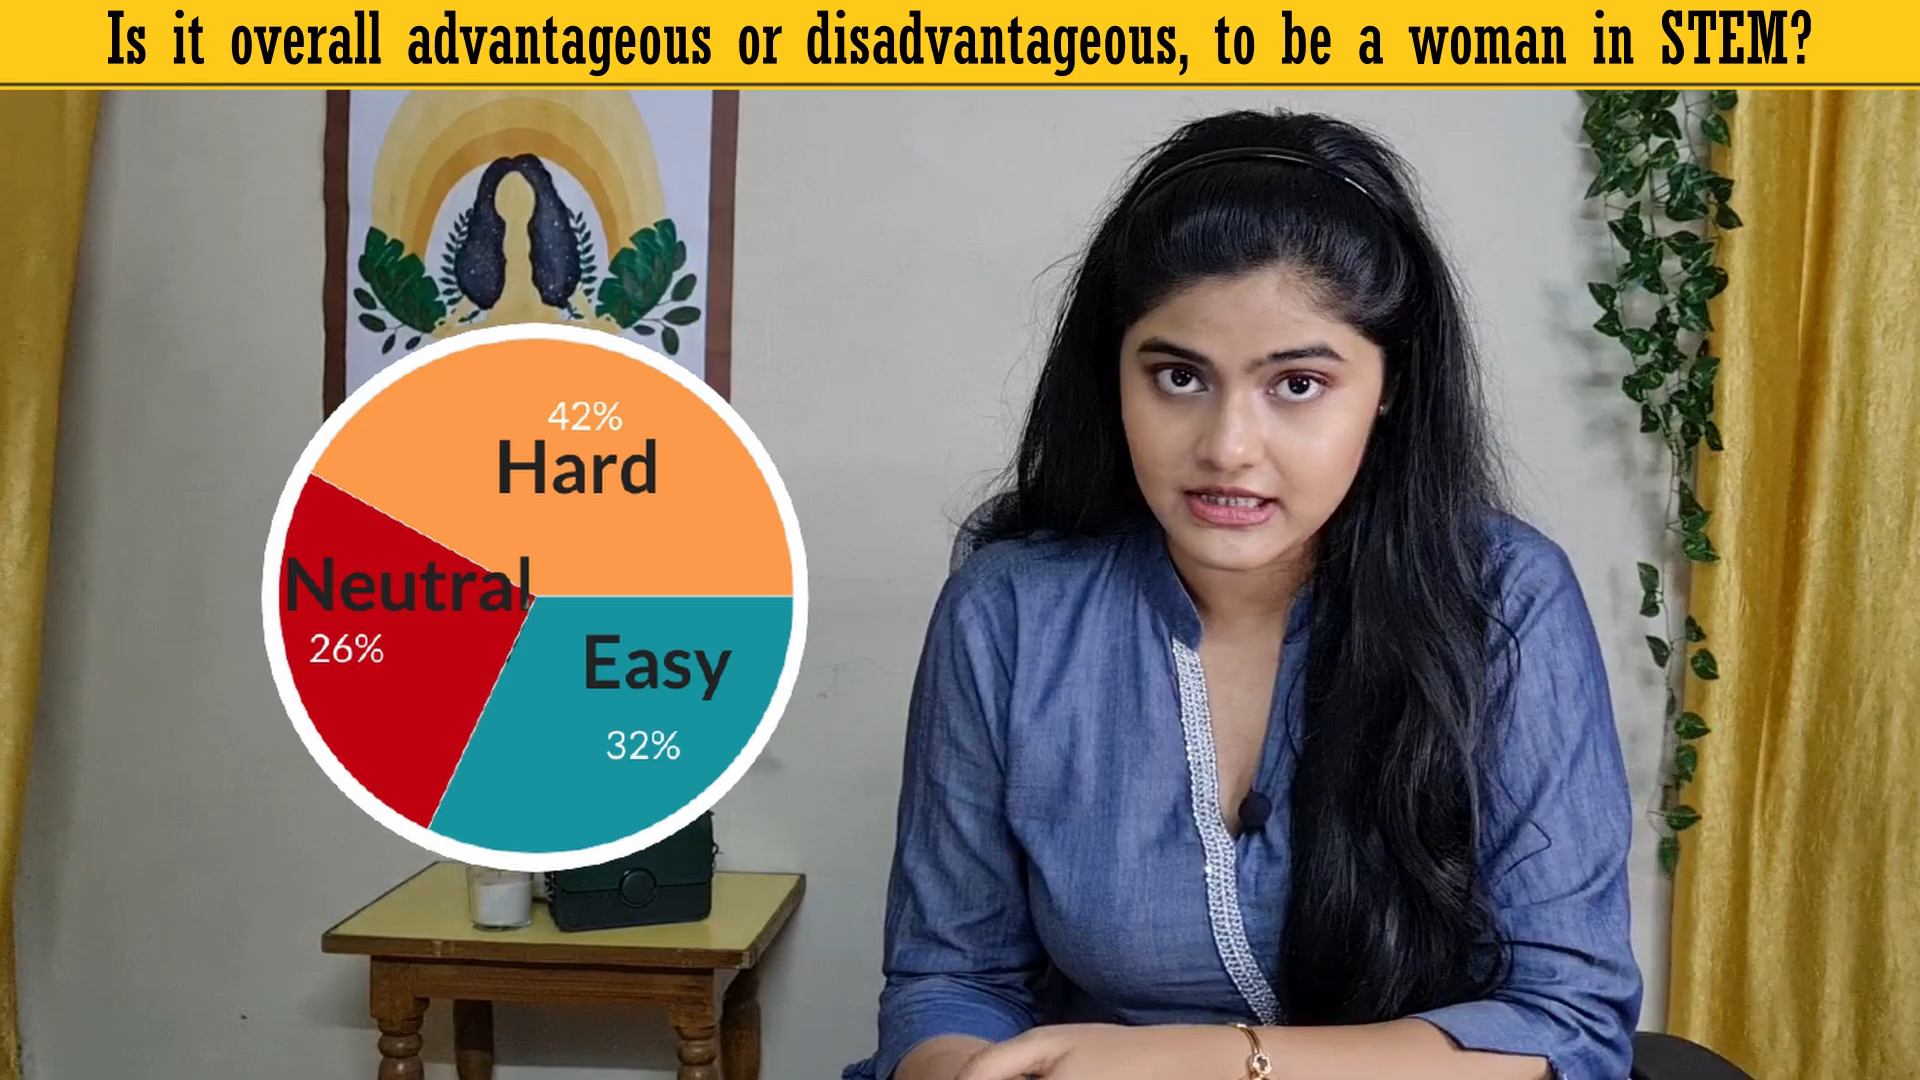 Is it overall advantageous or disadvantageous, to be a woman in STEM?
42%
Hard
Neutral
26%
Easy
32%